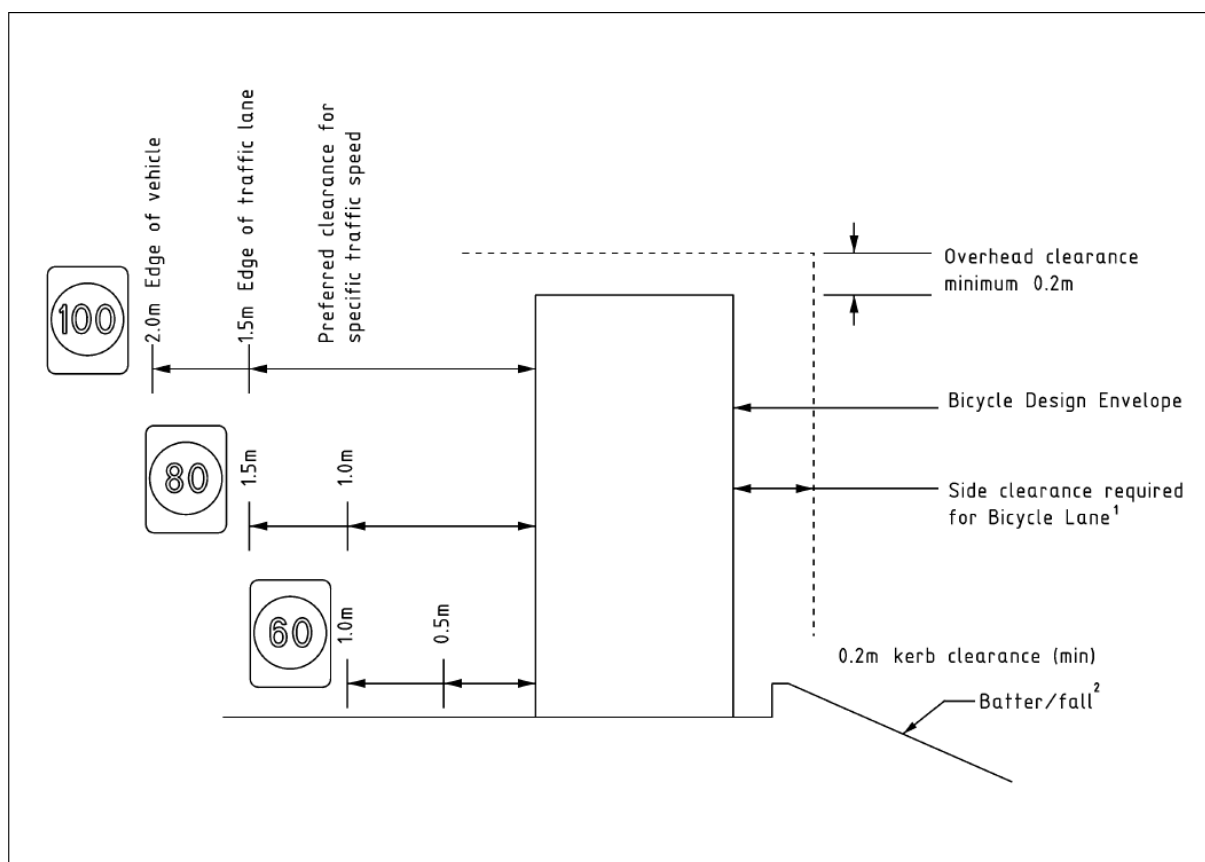 2.0m Edge of vehicle
1.5m Edge of traffic lane
Preferred clearance for
specific traffic speed
100
Overhead clearance
minimum 0.2m
Bicycle Design Envelope
80
1.5m
1.0m
Side clearance required
for Bicycle Lane¹
60
1.0m
0.5m
0.2m kerb clearance (min)
Batter/fall²